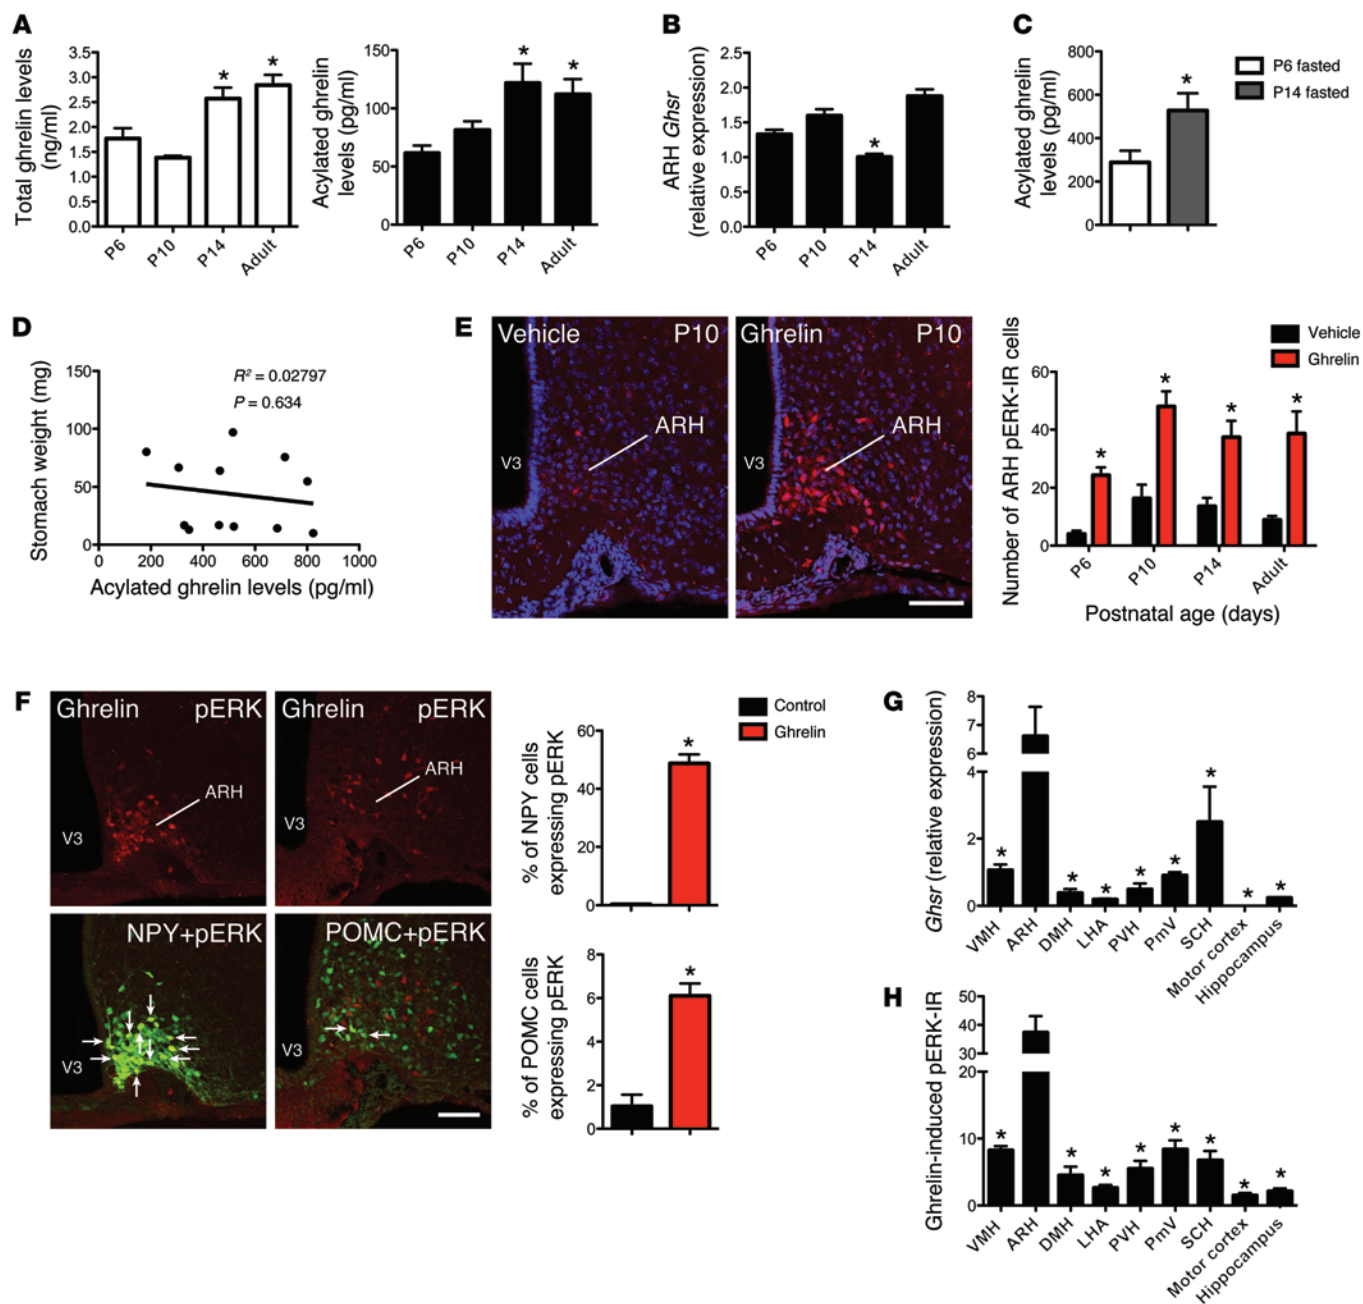 A
Total ghrelin levels
(ng/ml)
3.5
3.0
2.5
2.0
1.5
1.0
0.5
0.0
*
*
P6
P10
P14
Adult
Acylated ghrelin
levels (pg/ml)
150
100
50
0
*
*
P6
P10
P14
Adult
B
ARH Ghsr
(relative expression)
2.5
2.0
1.5
1.0
0.5
0.0
*
P6
P10
P14
Adult
C
Acylated ghrelin
levels (pg/ml)
800
600
400
200
0
*
P6 fasted
P14 fasted
D
Stomach weight (mg)
150
100
50
0
R² = 0.02797
P = 0.634
0
200
400
600
800
1000
Acylated ghrelin levels (pg/ml)
E
Vehicle P10
ARH
V3
Ghrelin P10
ARH
V3
Number of ARH pERK-IR cells
60
40
20
0
*
*
*
*
Vehicle
Ghrelin
P6
P10
P14
Adult
Postnatal age (days)
F
Ghrelin pERK
ARH
V3
Ghrelin pERK
ARH
V3
NPY+pERK
V3
POMC+pERK
V3
Control
Ghrelin
% of NPY cells
expressing pERK
60
40
20
0
*
% of POMC cells
expressing pERK
8
6
4
2
0
*
G
Ghsr (relative expression)
8
7
6
4
2
0
*
*
*
*
*
*
*
*
VMH
ARH
DMH
LHA
PVH
PmV
SCH
Motor cortex
Hippocampus
H
Ghrelin-induced pERK-IR
50
40
30
20
10
0
*
*
*
*
*
*
*
*
VMH
ARH
DMH
LHA
PVH
PmV
SCH
Motor cortex
Hippocampus